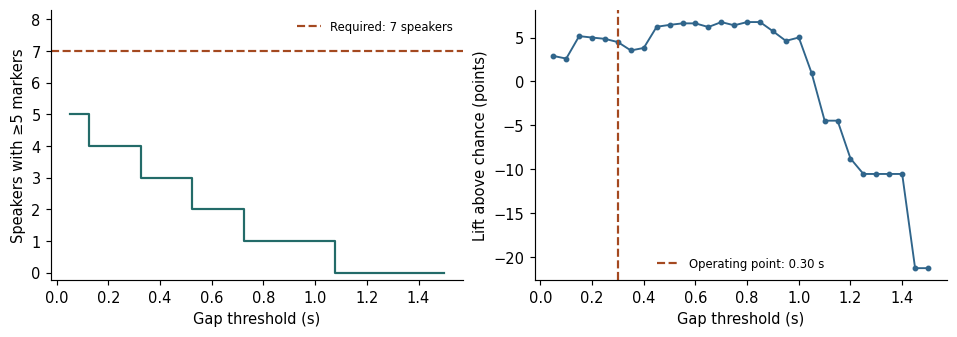 8
7
6
5
4
3
2
1
0
Speakers with ≥5 markers
Required: 7 speakers
0.0 0.2 0.4 0.6 0.8 1.0 1.2 1.4
Gap threshold (s)
5
0
−5
−10
−15
−20
Lift above chance (points)
Operating point: 0.30 s
0.0 0.2 0.4 0.6 0.8 1.0 1.2 1.4
Gap threshold (s)